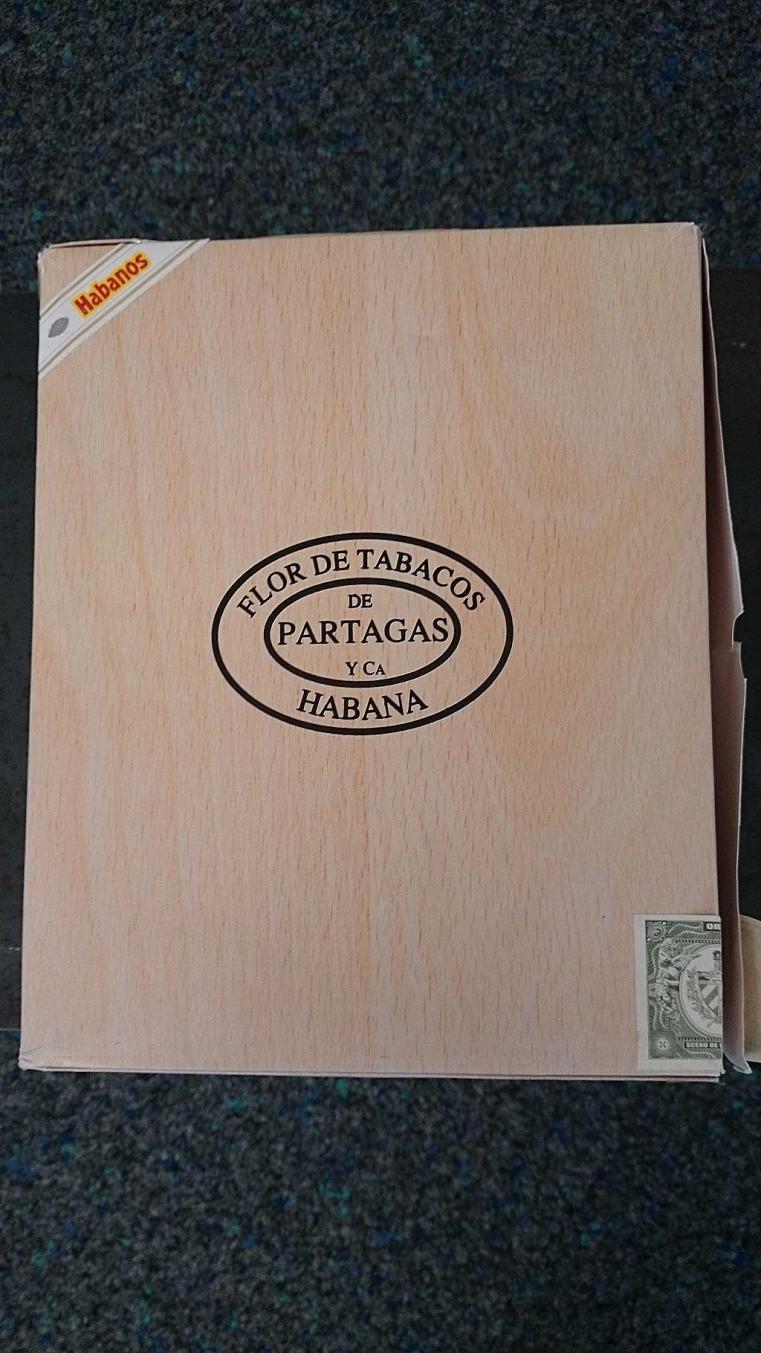 Habanos
FLOR DE TABACOS
DE
PARTAGAS
Y CA
HABANA